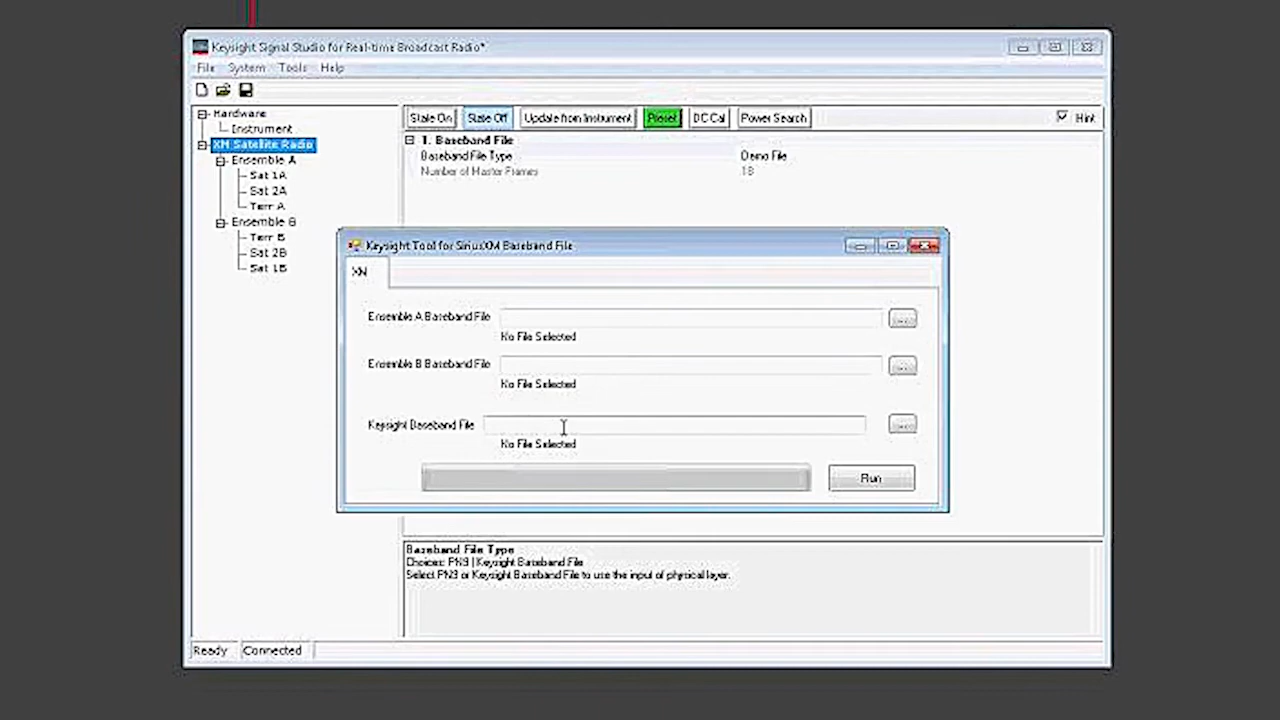 Keysight Signal Studio for Real-time Broadcast Radio*
File System Tools Help
Hardware
Instrument
XM Satellite Radio
Ensemble A
Sat 1A
Sat 2A
Terr A
Ensemble B
Terr B
Sat 2B
Sat 1B
State On State Off Update from Instrument Preset DC Cal Power Search Hint
1. Baseband File
Baseband File Type Demo File
Number of Master Frames 18
Keysight Tool for SiriusXM Baseband File
XM
Ensemble A Baseband File ...
No File Selected
Ensemble B Baseband File ...
No File Selected
Keysight Baseband File ...
No File Selected
Run
Baseband File Type
Choices: PN9 | Keysight Baseband File
Select PN9 or Keysight Baseband File to use the input of physical layer.
Ready Connected